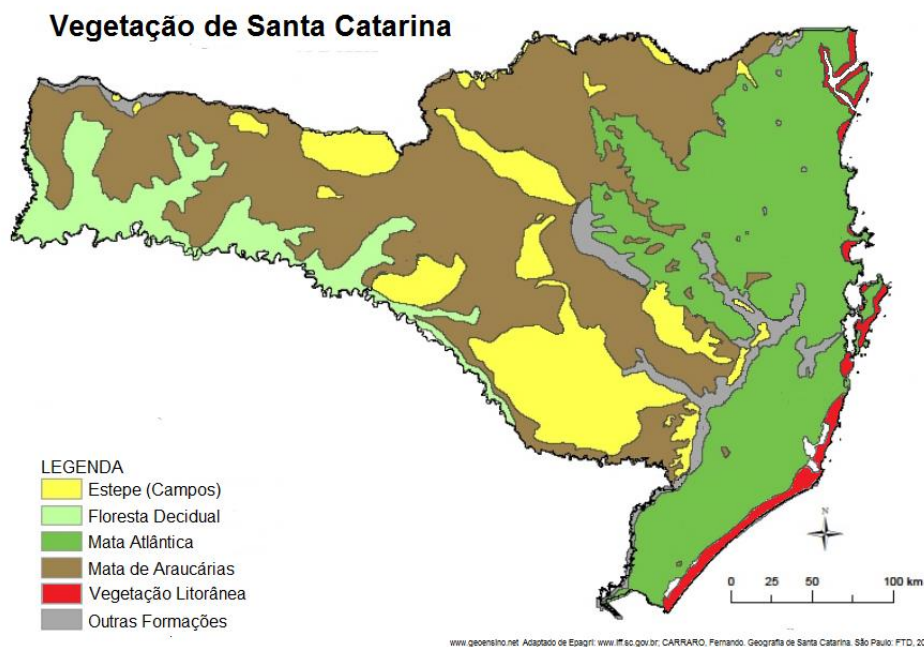 Vegetação de Santa Catarina
LEGENDA
Estepe (Campos)
Floresta Decidual
Mata Atlântica
Mata de Araucárias
Vegetação Litorânea
Outras Formações
N
0 25 50 100 km
www.geoensino.net Adaptado de Epagri: www.iff.sc.gov.br; CARRARO, Fernando. Geografia de Santa Catarina. São Paulo: FTD, 20